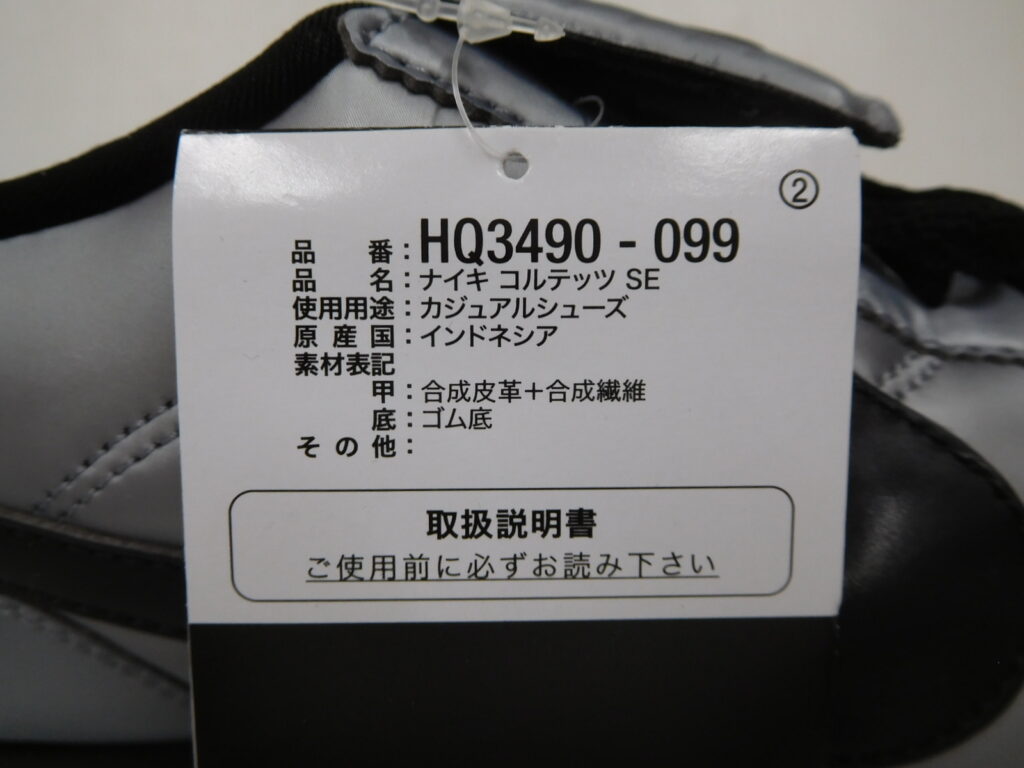 ②
品番：HQ3490 - 099
品名：ナイキ コルテッツ SE
使用用途：カジュアルシューズ
原産国：インドネシア
素材表記
甲：合成皮革＋合成繊維
底：ゴム底
その他：
取扱説明書
ご使用前に必ずお読み下さい